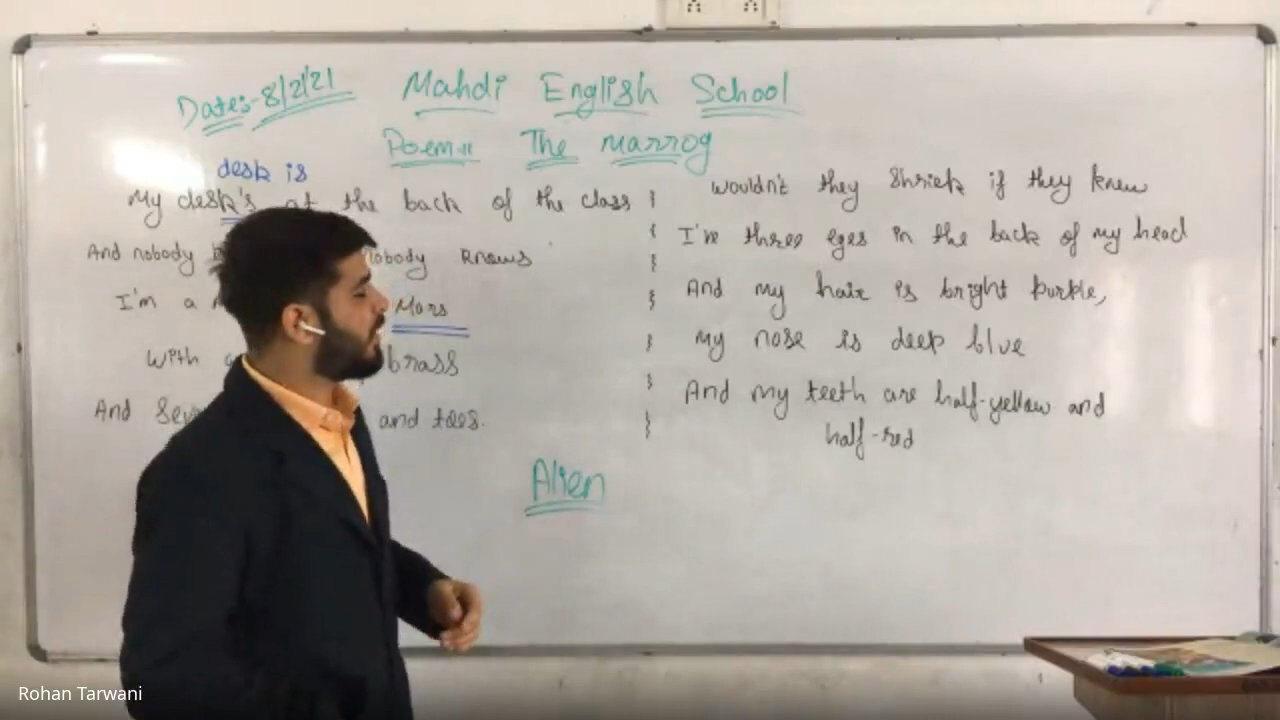 Date:-8/2/21
Mahdi English School
Poem:- The marrog
desk is
My desk's at the back of the class
And nobody nobody knows
I'm a Mars
With brass
And and toes.
wouldn't they shriek if they knew
I've three eyes in the back of my head
And my hair is bright purple,
My nose is deep blue
And my teeth are half-yellow and
half-red
Alien
Rohan Tarwani